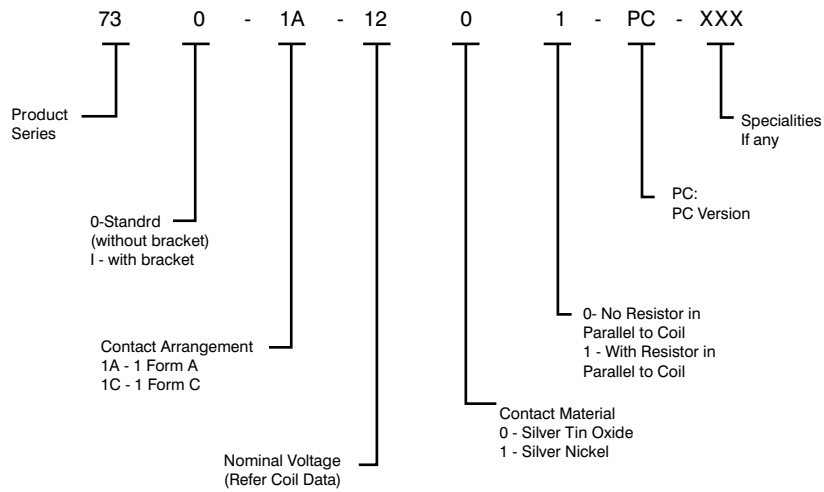 73 0 - 1A - 12 0 1 - PC - XXX
Product
Series
Specialities
If any
PC:
PC Version
0-Standrd
(without bracket)
I - with bracket
0- No Resistor in
Parallel to Coil
1 - With Resistor in
Parallel to Coil
Contact Arrangement
1A - 1 Form A
1C - 1 Form C
Contact Material
0 - Silver Tin Oxide
1 - Silver Nickel
Nominal Voltage
(Refer Coil Data)